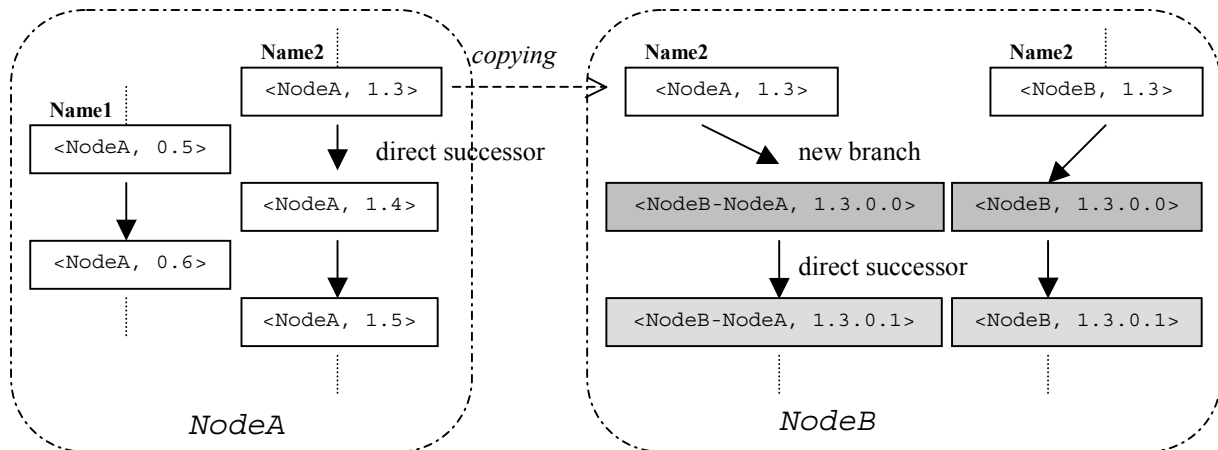 Name2
<NodeA, 1.3>
Name1
<NodeA, 0.5>
direct successor
<NodeA, 1.4>
<NodeA, 0.6>
<NodeA, 1.5>
NodeA
copying
Name2
<NodeA, 1.3>
Name2
<NodeB, 1.3>
new branch
<NodeB-NodeA, 1.3.0.0>
<NodeB, 1.3.0.0>
direct successor
<NodeB-NodeA, 1.3.0.1>
<NodeB, 1.3.0.1>
NodeB